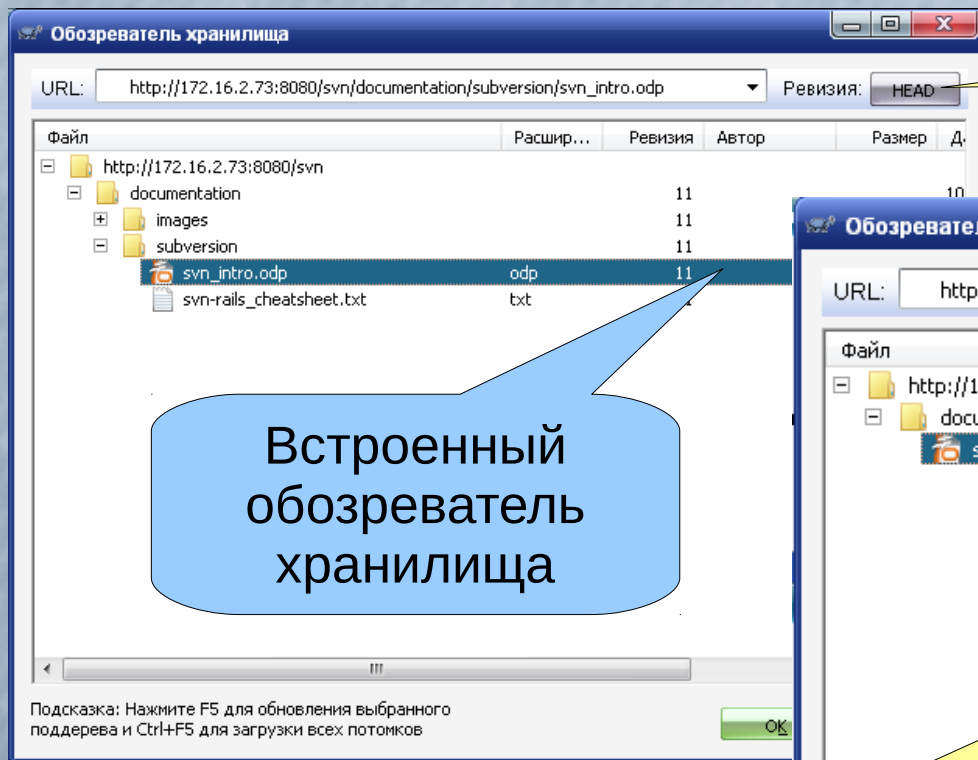 Обозреватель хранилища
URL: http://172.16.2.73:8080/svn/documentation/subversion/svn_intro.odp Ревизия: HEAD
Файл Расшир... Ревизия Автор Размер Д
http://172.16.2.73:8080/svn
documentation 11 10
images 11
subversion 11
svn_intro.odp odp 11
svn-rails_cheatsheet.txt txt
Встроенный
обозреватель
хранилища
Подсказка: Нажмите F5 для обновления выбранного
поддерева и Ctrl+F5 для загрузки всех потомков
OK
Обозревател
URL: http
Файл
http://1
docu
s